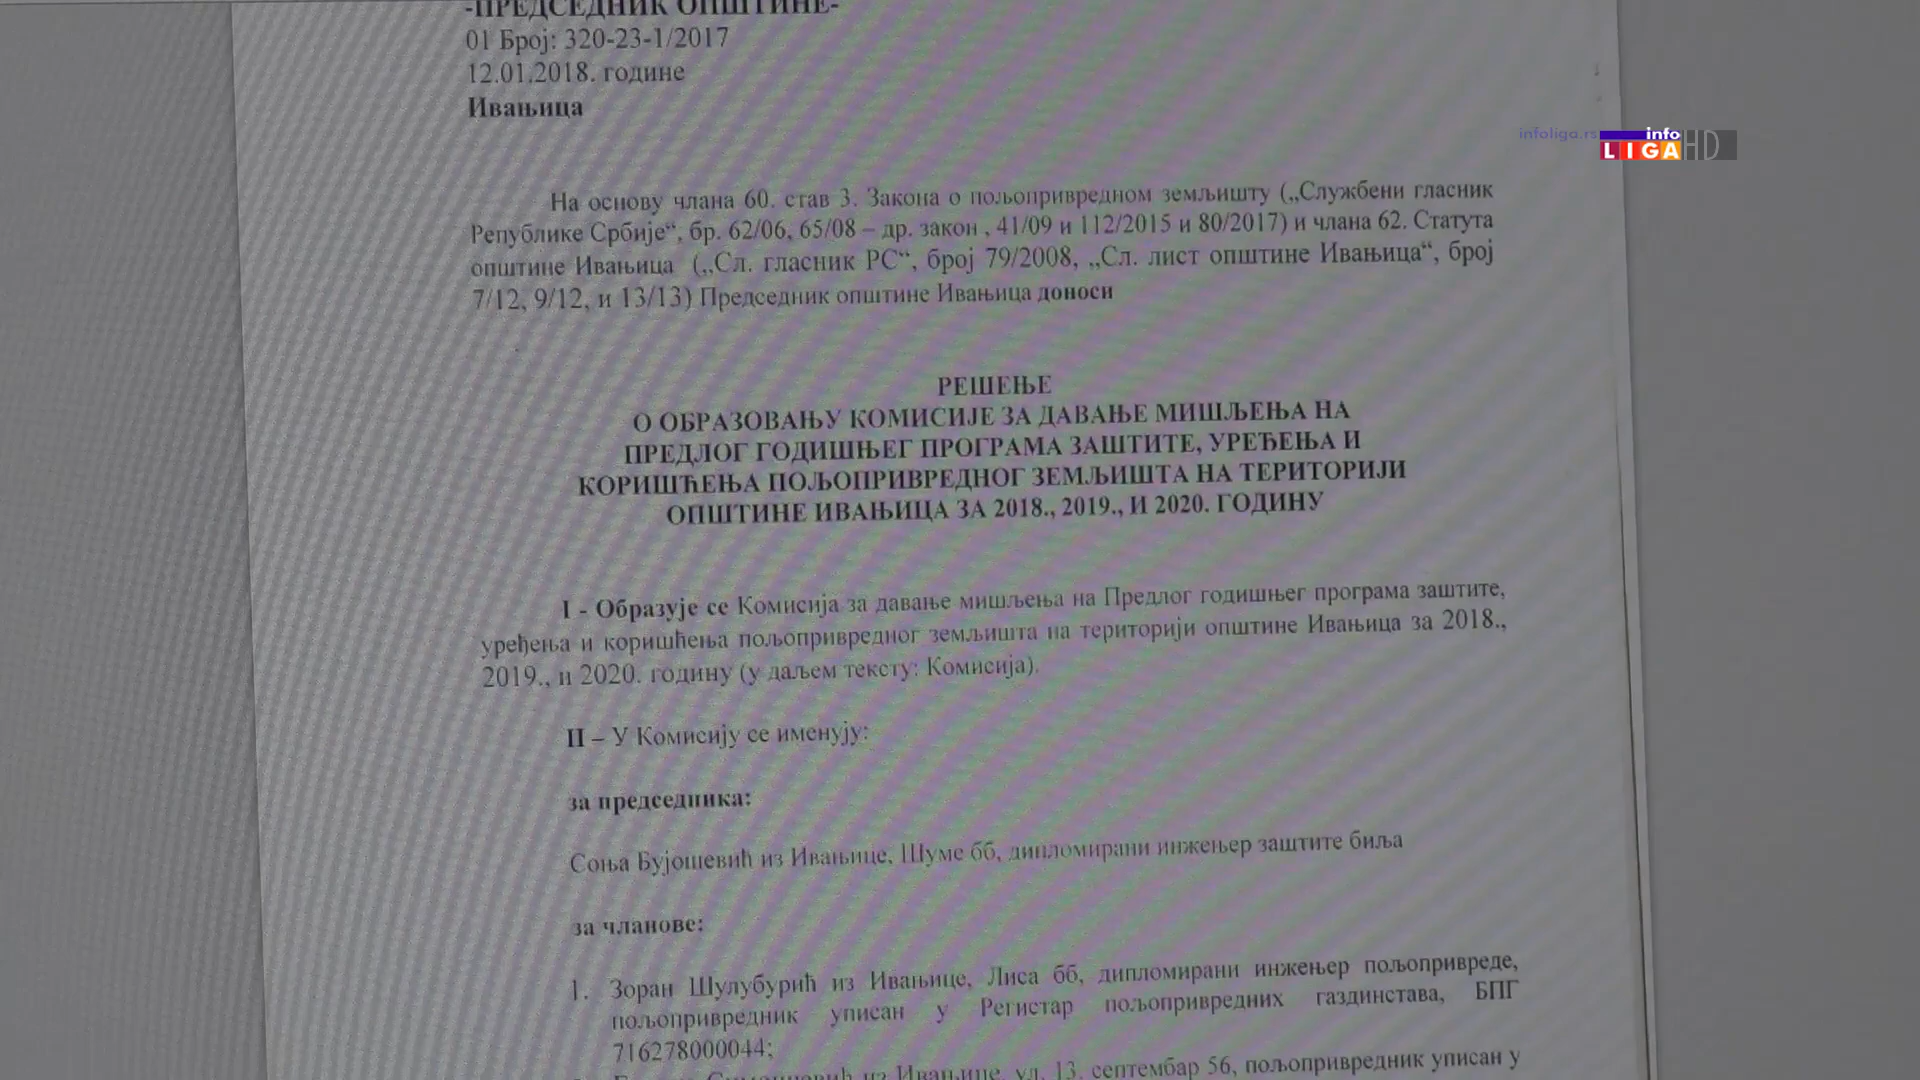 -ПРЕДСЕДНИК ОПШТИНЕ-
01 Број: 320-23-1/2017
12.01.2018. године
Ивањица
infoliga.rs info
LIGA HD
На основу члана 60. став 3. Закона о пољопривредном земљишту („Службени гласник
Републике Србије“, бр. 62/06, 65/08 – др. закон , 41/09 и 112/2015 и 80/2017) и члана 62. Статута
општине Ивањица („Сл. гласник РС“, број 79/2008, „Сл. лист општине Ивањица“, број
7/12, 9/12, и 13/13) Председник општине Ивањица доноси
РЕШЕЊЕ
О ОБРАЗОВАЊУ КОМИСИЈЕ ЗА ДАВАЊЕ МИШЉЕЊА НА
ПРЕДЛОГ ГОДИШЊЕГ ПРОГРАМА ЗАШТИТЕ, УРЕЂЕЊА И
КОРИШЋЕЊА ПОЉОПРИВРЕДНОГ ЗЕМЉИШТА НА ТЕРИТОРИЈИ
ОПШТИНЕ ИВАЊИЦА ЗА 2018., 2019., И 2020. ГОДИНУ
I - Образује се Комисија за давање мишљења на Предлог годишњег програма заштите,
уређења и коришћења пољопривредног земљишта на територији општине Ивањица за 2018.,
2019., и 2020. годину (у даљем тексту: Комисија).
II – У Комисију се именују:
за председника:
Соња Бујошевић из Ивањице, Шуме бб, дипломирани инжењер заштите биља
за чланове:
1. Зоран Шулубурић из Ивањице, Лиса бб, дипломирани инжењер пољопривреде,
пољопривредник уписан у Регистар пољопривредних газдинстава, БПГ
716278000044;
из Ивањице, ул. 13. септембар 56, пољопривредник уписан у